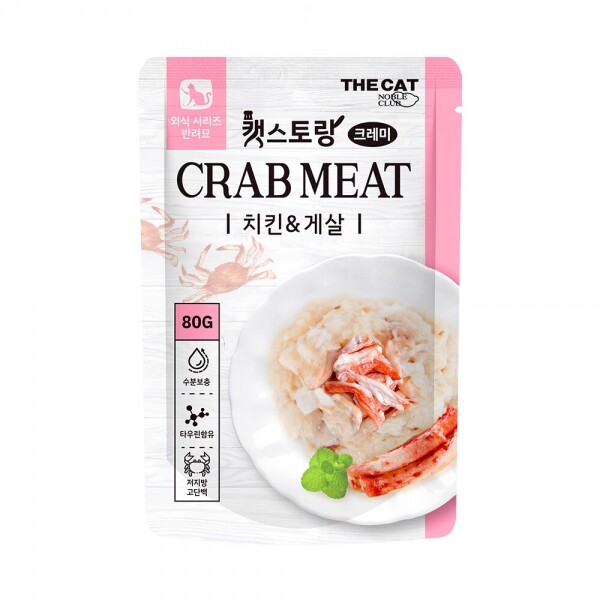 THE CAT
NOBLE
CLUB
외식 시리즈
반려묘
캣스토랑 크레미
CRAB MEAT
치킨&게살
80G
수분보충
타우린함유
저지방
고단백